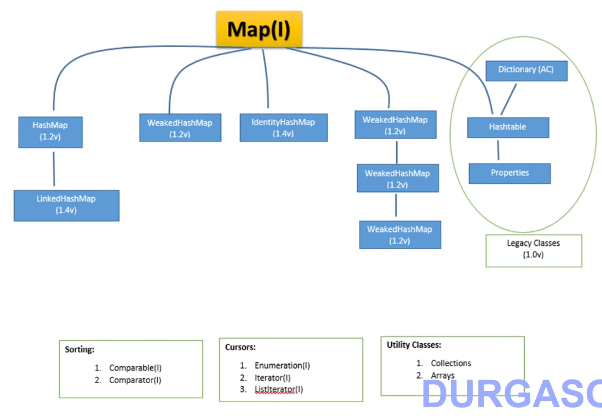 Map(I)
Dictionary (AC)
HashMap
(1.2v)
WeakedHashMap
(1.2v)
IdentityHashMap
(1.4v)
WeakedHashMap
(1.2v)
Hashtable
WeakedHashMap
(1.2v)
Properties
LinkedHashMap
(1.4v)
WeakedHashMap
(1.2v)
Legacy Classes
(1.0v)
Sorting:
1. Comparable(I)
2. Comparator(I)
Cursors:
1. Enumeration(I)
2. Iterator(I)
3. ListIterator(I)
Utility Classes:
1. Collections
2. Arrays
DURGASO